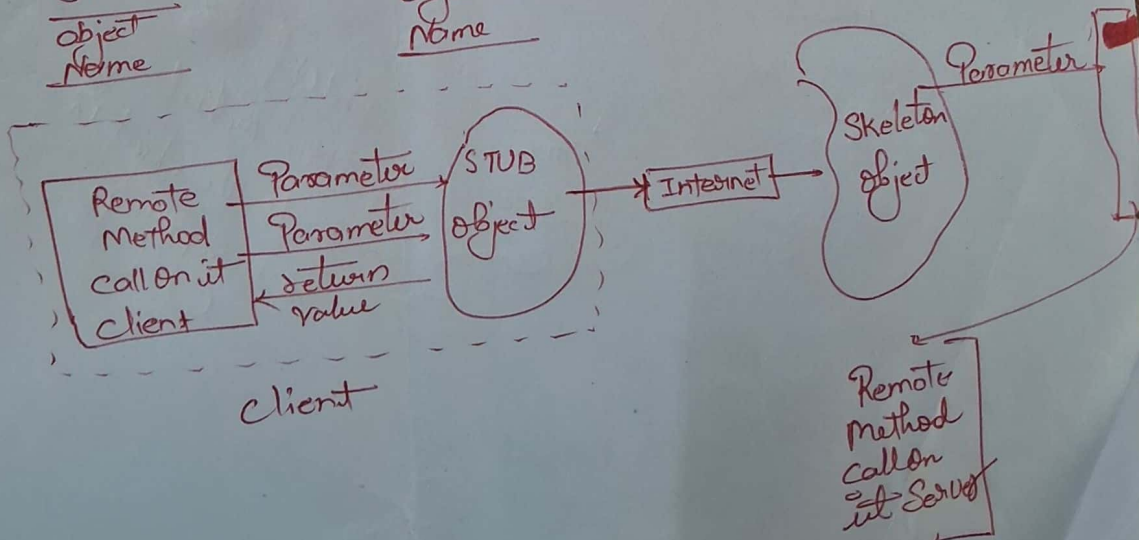 object
Name
Name
Parameter
Skeleton
object
Remote
Method
call on it
client
Parameter
Parameter
return
value
STUB
object
Internet
client
Remote
method
call on
it Server